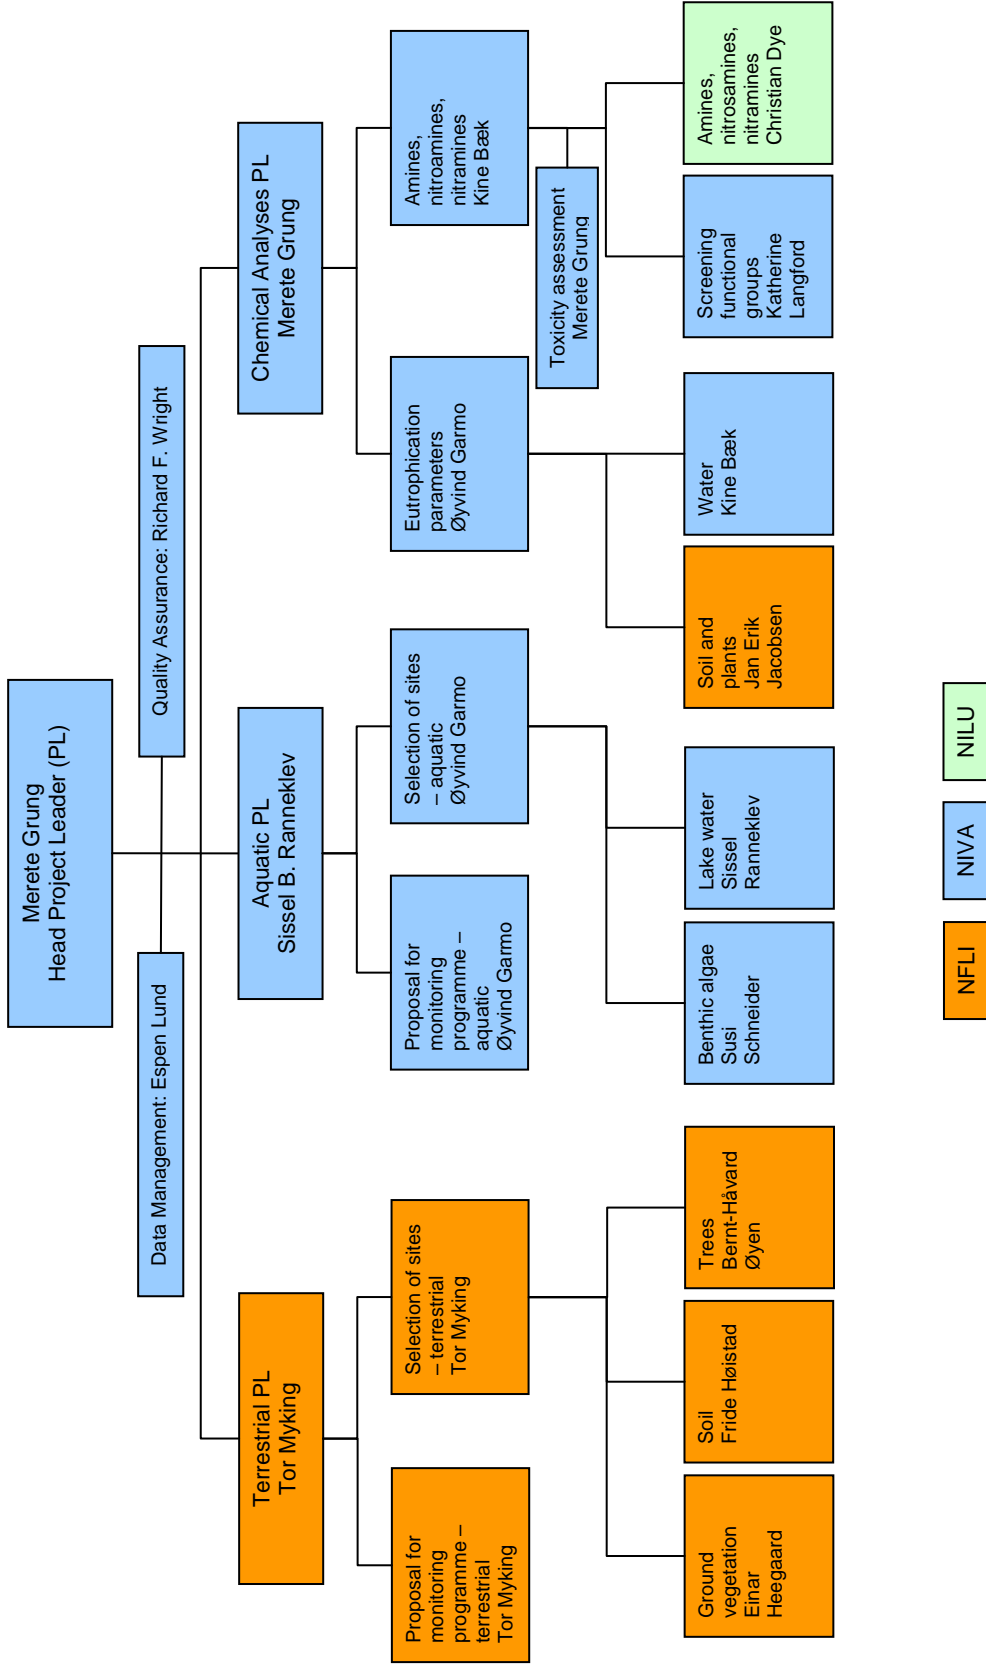 Merete Grung
Head Project Leader (PL)
Data Management: Espen Lund
Quality Assurance: Richard F. Wright
Terrestrial PL
Tor Myking
Aquatic PL
Sissel B. Ranneklev
Chemical Analyses PL
Merete Grung
Proposal for
monitoring
programme –
terrestrial
Tor Myking
Selection of sites
– terrestrial
Tor Myking
Proposal for
monitoring
programme –
aquatic
Øyvind Garmo
Selection of sites
– aquatic
Øyvind Garmo
Eutrophication
parameters
Øyvind Garmo
Amines,
nitroamines,
nitramines
Kine Bæk
Toxicity assessment
Merete Grung
Ground
vegetation
Einar
Heegaard
Soil
Fride Høistad
Trees
Bernt-Håvard
Øyen
Benthic algae
Susi
Schneider
Lake water
Sissel
Ranneklev
Soil and
plants
Jan Erik
Jacobsen
Water
Kine Bæk
Screening
functional
groups
Katherine
Langford
Amines,
nitrosamines,
nitramines
Christian Dye
NFLI
NIVA
NILU